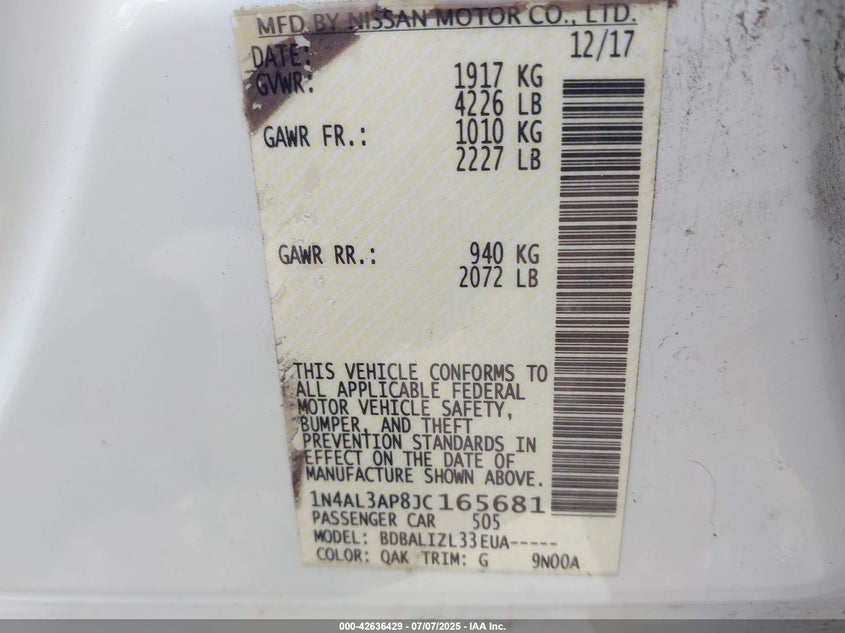 MFD BY NISSAN MOTOR CO., LTD.
DATE: 12/17
GVWR: 1917 KG
4226 LB
GAWR FR.: 1010 KG
2227 LB
GAWR RR.: 940 KG
2072 LB
THIS VEHICLE CONFORMS TO
ALL APPLICABLE FEDERAL
MOTOR VEHICLE SAFETY,
BUMPER, AND THEFT
PREVENTION STANDARDS IN
EFFECT ON THE DATE OF
MANUFACTURE SHOWN ABOVE.
1N4AL3AP8JC165681
PASSENGER CAR 505
MODEL: BDBALIZL33EUA-----
COLOR: QAK TRIM: G 9N00A
000-42636429 - 07/07/2025 - IAA Inc.